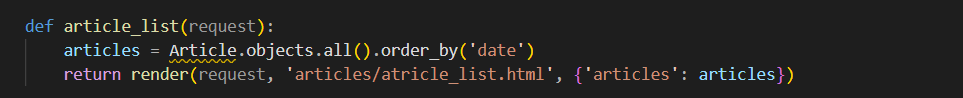 def article_list(request):
    articles = Article.objects.all().order_by('date')
    return render(request, 'articles/atricle_list.html', {'articles': articles})